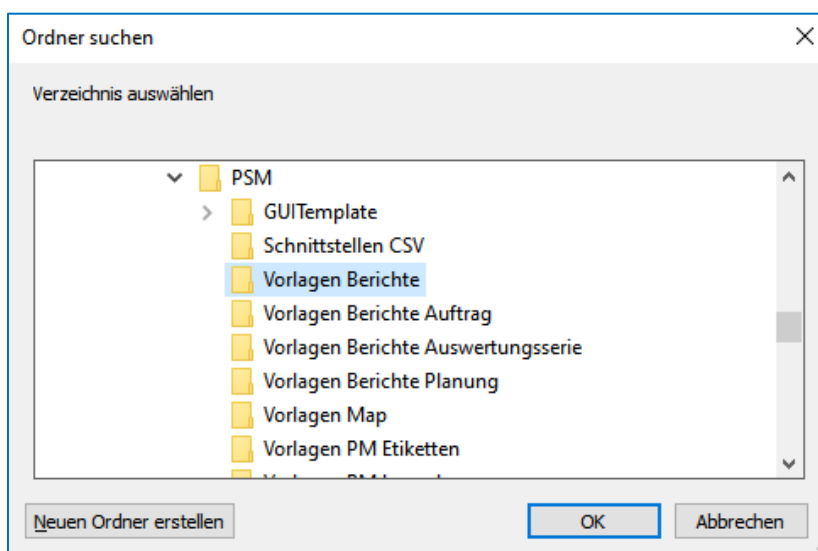 Ordner suchen
Verzeichnis auswählen
PSM
GUITemplate
Schnittstellen CSV
Vorlagen Berichte
Vorlagen Berichte Auftrag
Vorlagen Berichte Auswertungsserie
Vorlagen Berichte Planung
Vorlagen Map
Vorlagen PM Etiketten
Neuen Ordner erstellen
OK
Abbrechen